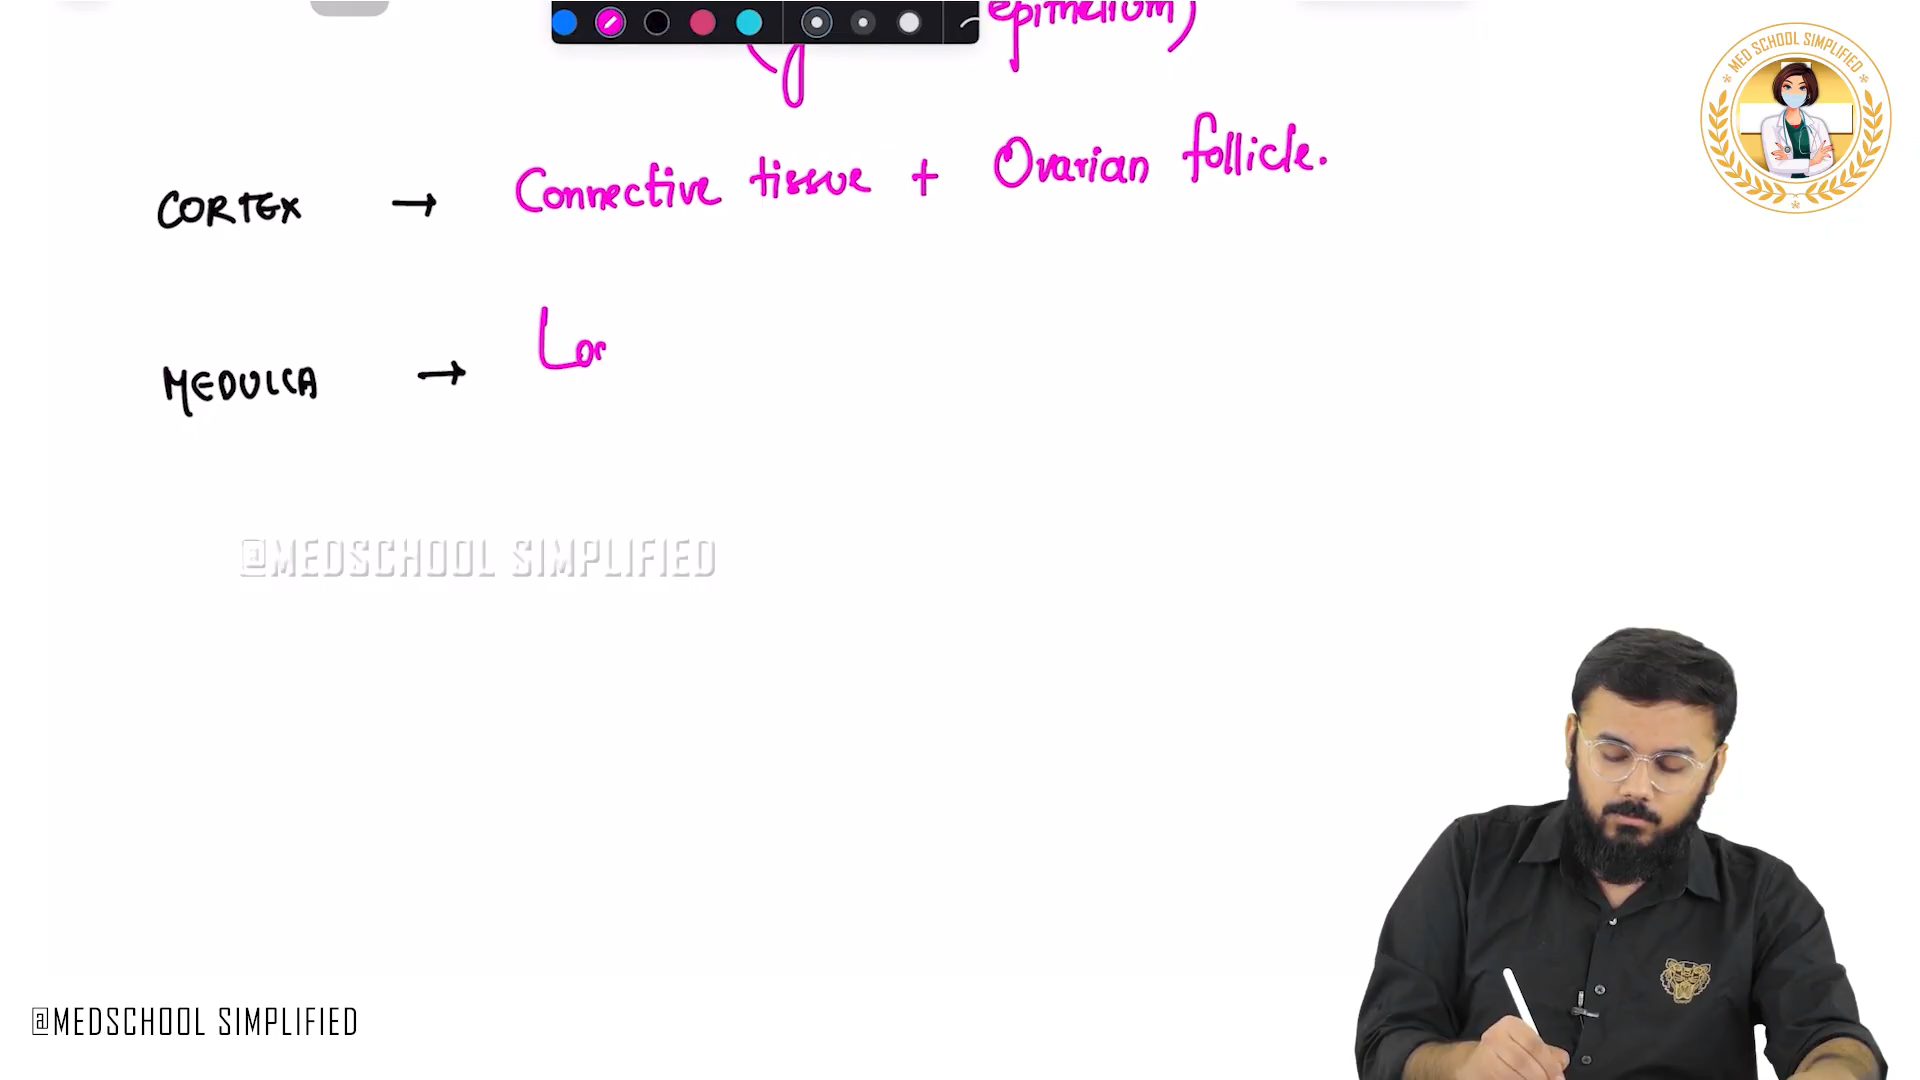 epithelium)
MED SCHOOL SIMPLIFIED
CORTEX → Connective tissue + Ovarian follicle.
MEDULLA → Lo
@MEDSCHOOL SIMPLIFIED
@MEDSCHOOL SIMPLIFIED